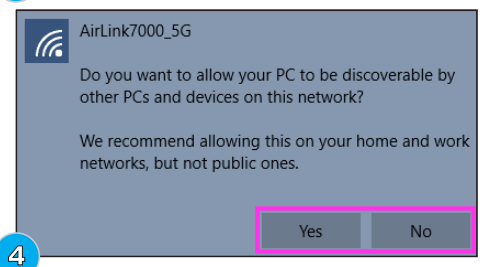 AirLink7000_5G
Do you want to allow your PC to be discoverable by
other PCs and devices on this network?
We recommend allowing this on your home and work
networks, but not public ones.
Yes No
4